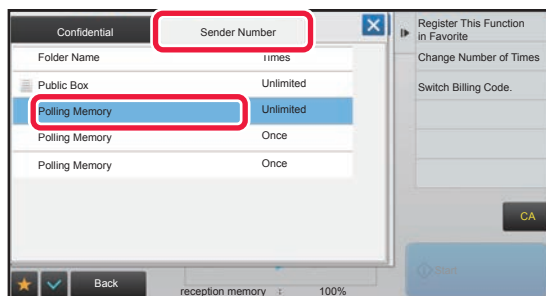 Confidential
Sender Number
Folder Name
Times
Public Box
Unlimited
Polling Memory
Unlimited
Polling Memory
Once
Polling Memory
Once
Back
reception memory : 100%
Register This Function
in Favorite
Change Number of Times
Switch Billing Code.
CA
Start